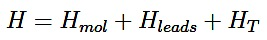 H = H_{mol} + H_{leads} + H_T